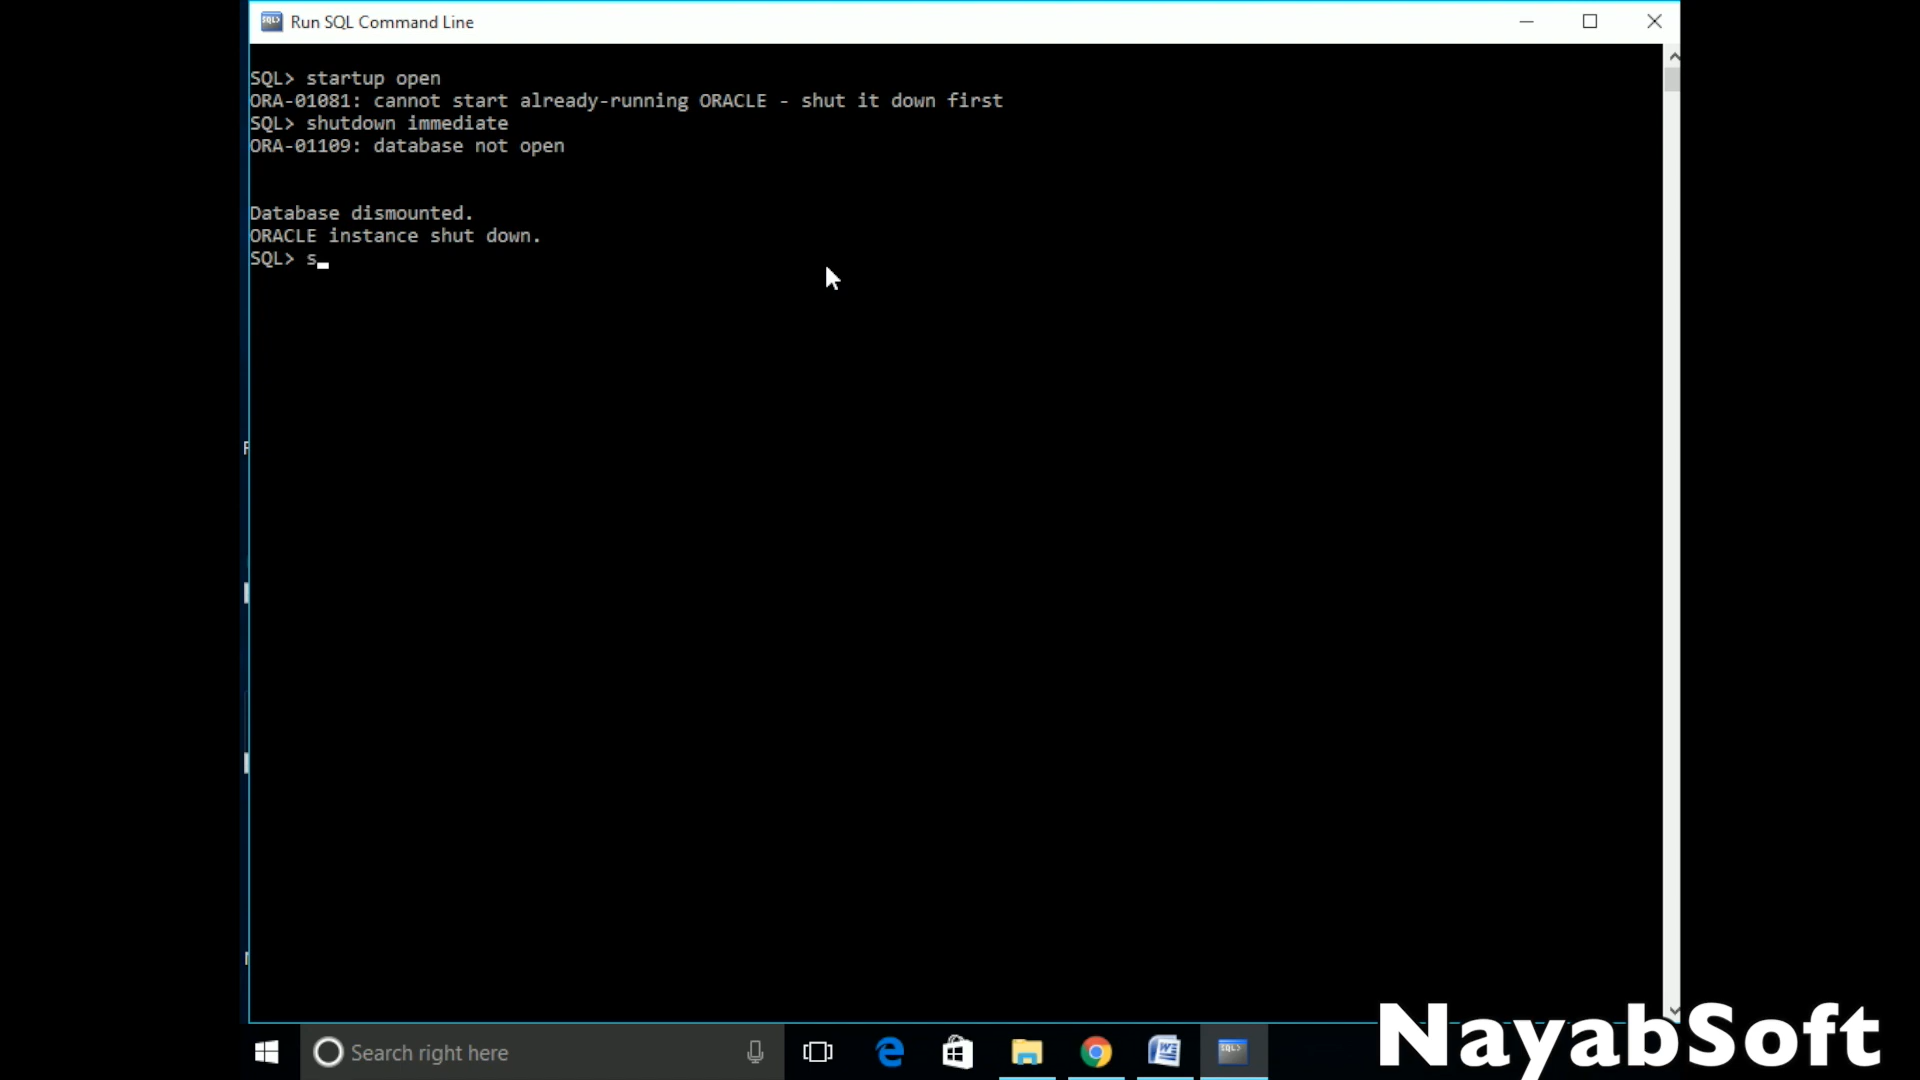 Run SQL Command Line
SQL> startup open
ORA-01081: cannot start already-running ORACLE - shut it down first
SQL> shutdown immediate
ORA-01109: database not open
Database dismounted.
ORACLE instance shut down.
SQL> s
Search right here
NayabSoft